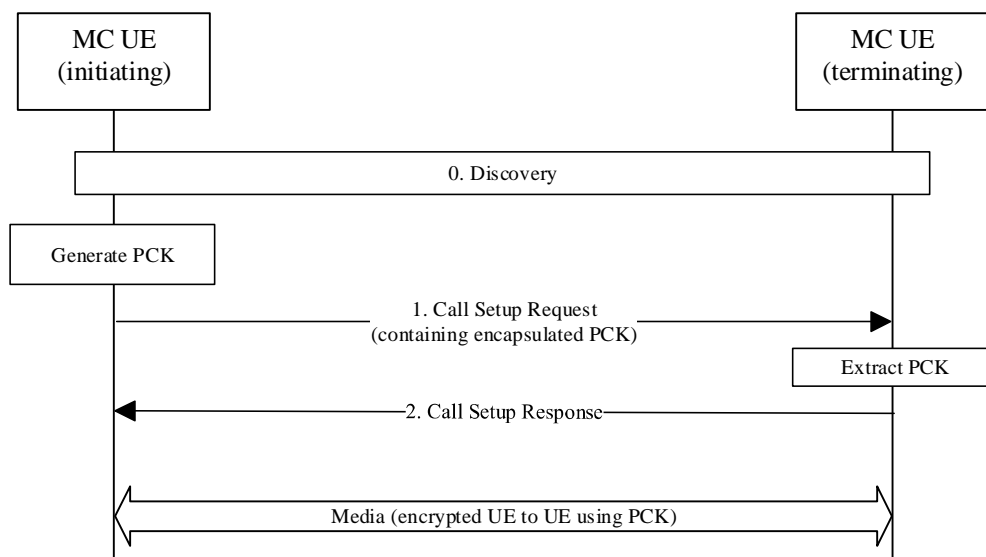 MC UE
(initiating)
MC UE
(terminating)
0. Discovery
Generate PCK
1. Call Setup Request
(containing encapsulated PCK)
Extract PCK
2. Call Setup Response
Media (encrypted UE to UE using PCK)